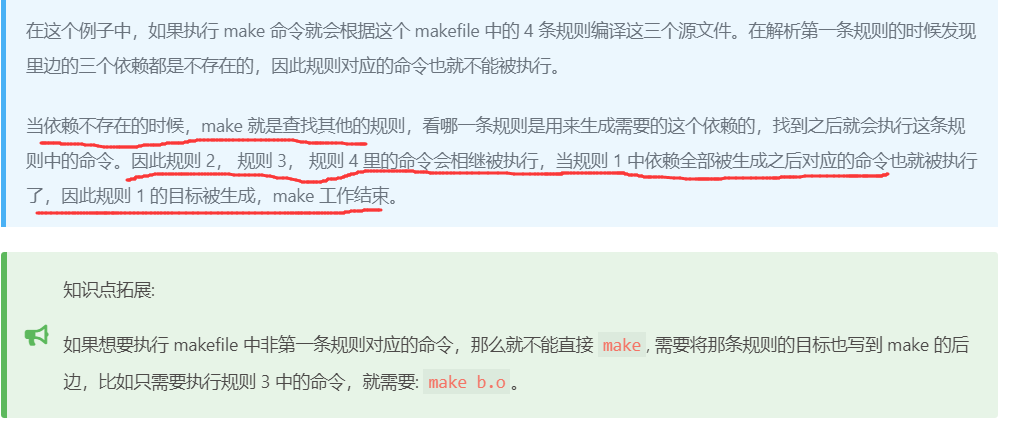 在这个例子中，如果执行 make 命令就会根据这个 makefile 中的 4 条规则编译这三个源文件。在解析第一条规则的时候发现
里边的三个依赖都是不存在的，因此规则对应的命令也就不能被执行。
当依赖不存在的时候，make 就是查找其他的规则，看哪一条规则是用来生成需要的这个依赖的，找到之后就会执行这条规
则中的命令。因此规则 2， 规则 3， 规则 4 里的命令会相继被执行，当规则 1 中依赖全部被生成之后对应的命令也就被执行
了，因此规则 1 的目标被生成，make 工作结束。
知识点拓展:
如果想要执行 makefile 中非第一条规则对应的命令，那么就不能直接 make, 需要将那条规则的目标也写到 make 的后
边，比如只需要执行规则 3 中的命令，就需要: make b.o。